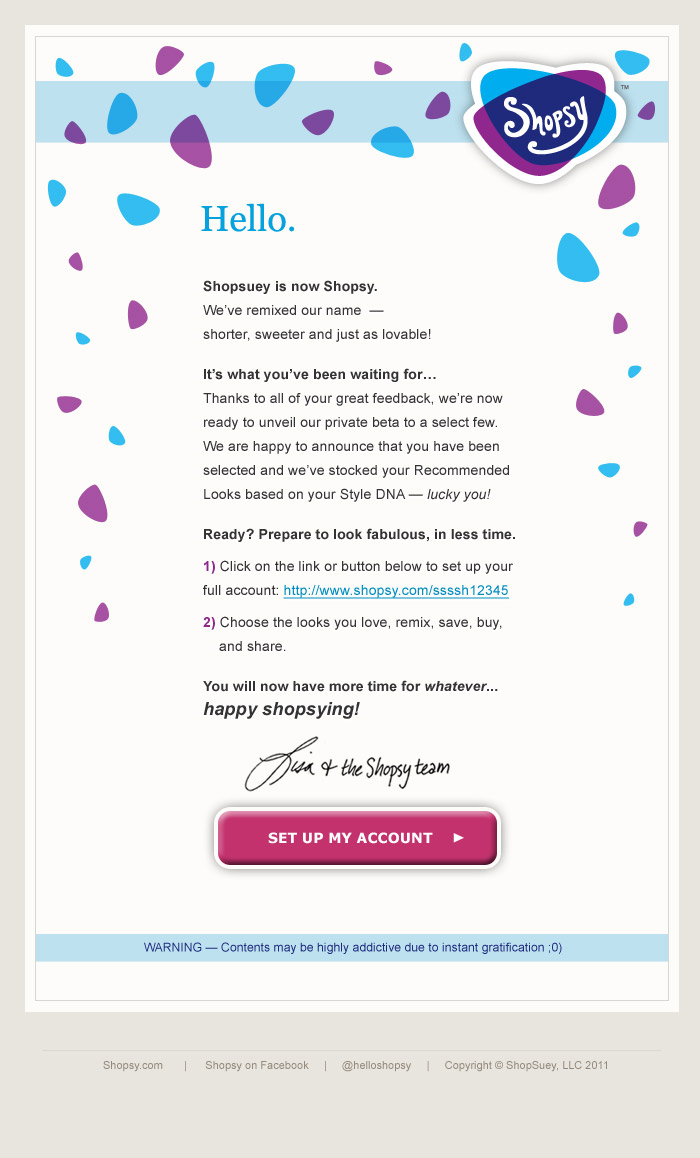 Shopsy
™
Hello.
Shopsuey is now Shopsy.
We’ve remixed our name —
shorter, sweeter and just as lovable!
It’s what you’ve been waiting for…
Thanks to all of your great feedback, we’re now
ready to unveil our private beta to a select few.
We are happy to announce that you have been
selected and we’ve stocked your Recommended
Looks based on your Style DNA — lucky you!
Ready? Prepare to look fabulous, in less time.
1) Click on the link or button below to set up your
full account: http://www.shopsy.com/ssssh12345
2) Choose the looks you love, remix, save, buy,
and share.
You will now have more time for whatever...
happy shopsying!
Lisa & the Shopsy team
SET UP MY ACCOUNT ►
WARNING — Contents may be highly addictive due to instant gratification ;0)
Shopsy.com | Shopsy on Facebook | @helloshopsy | Copyright © ShopSuey, LLC 2011